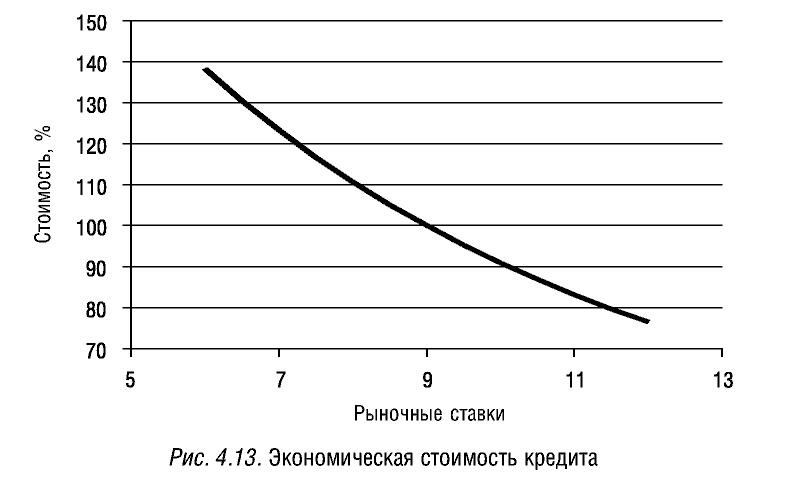 150
140
130
120
110
100
90
80
70
Стоимость, %
5 7 9 11 13
Рыночные ставки
Рис. 4.13. Экономическая стоимость кредита